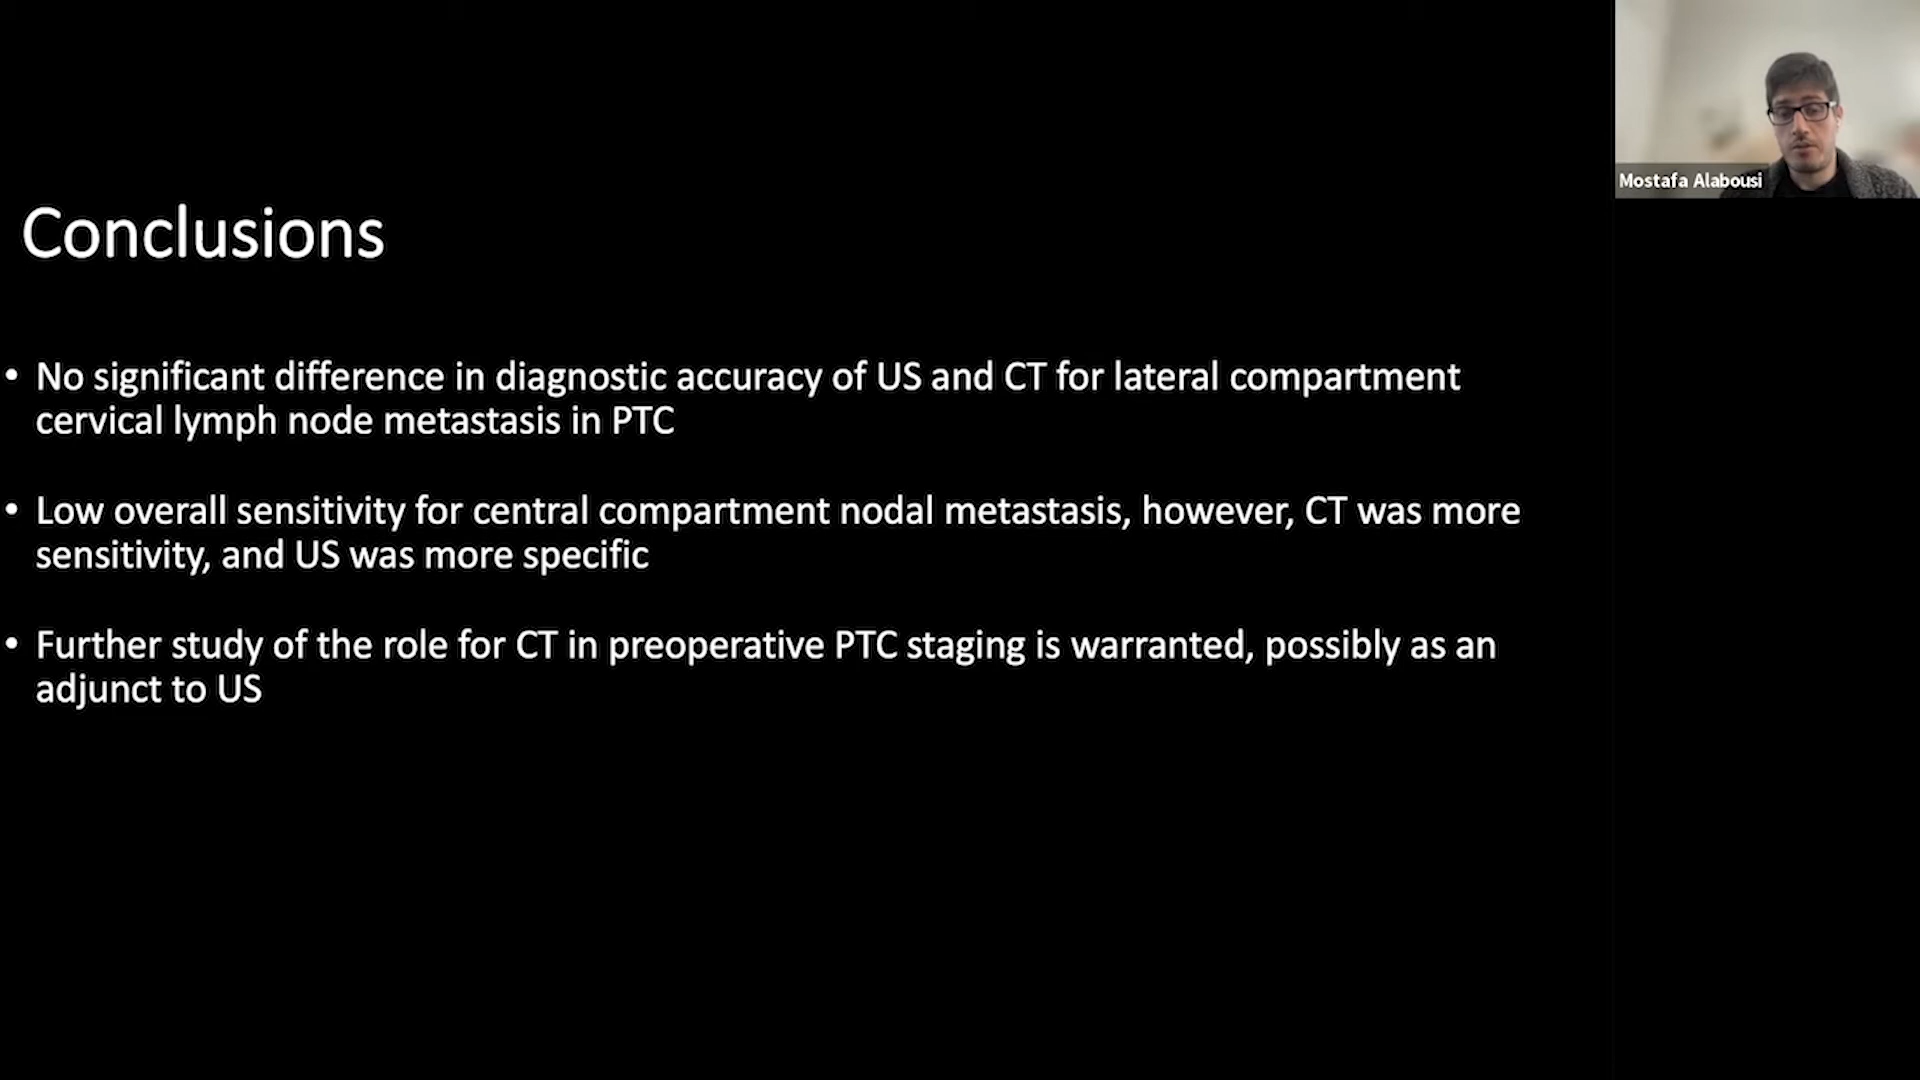 Mostafa Alabousi
Conclusions
• No significant difference in diagnostic accuracy of US and CT for lateral compartment
cervical lymph node metastasis in PTC
• Low overall sensitivity for central compartment nodal metastasis, however, CT was more
sensitivity, and US was more specific
• Further study of the role for CT in preoperative PTC staging is warranted, possibly as an
adjunct to US